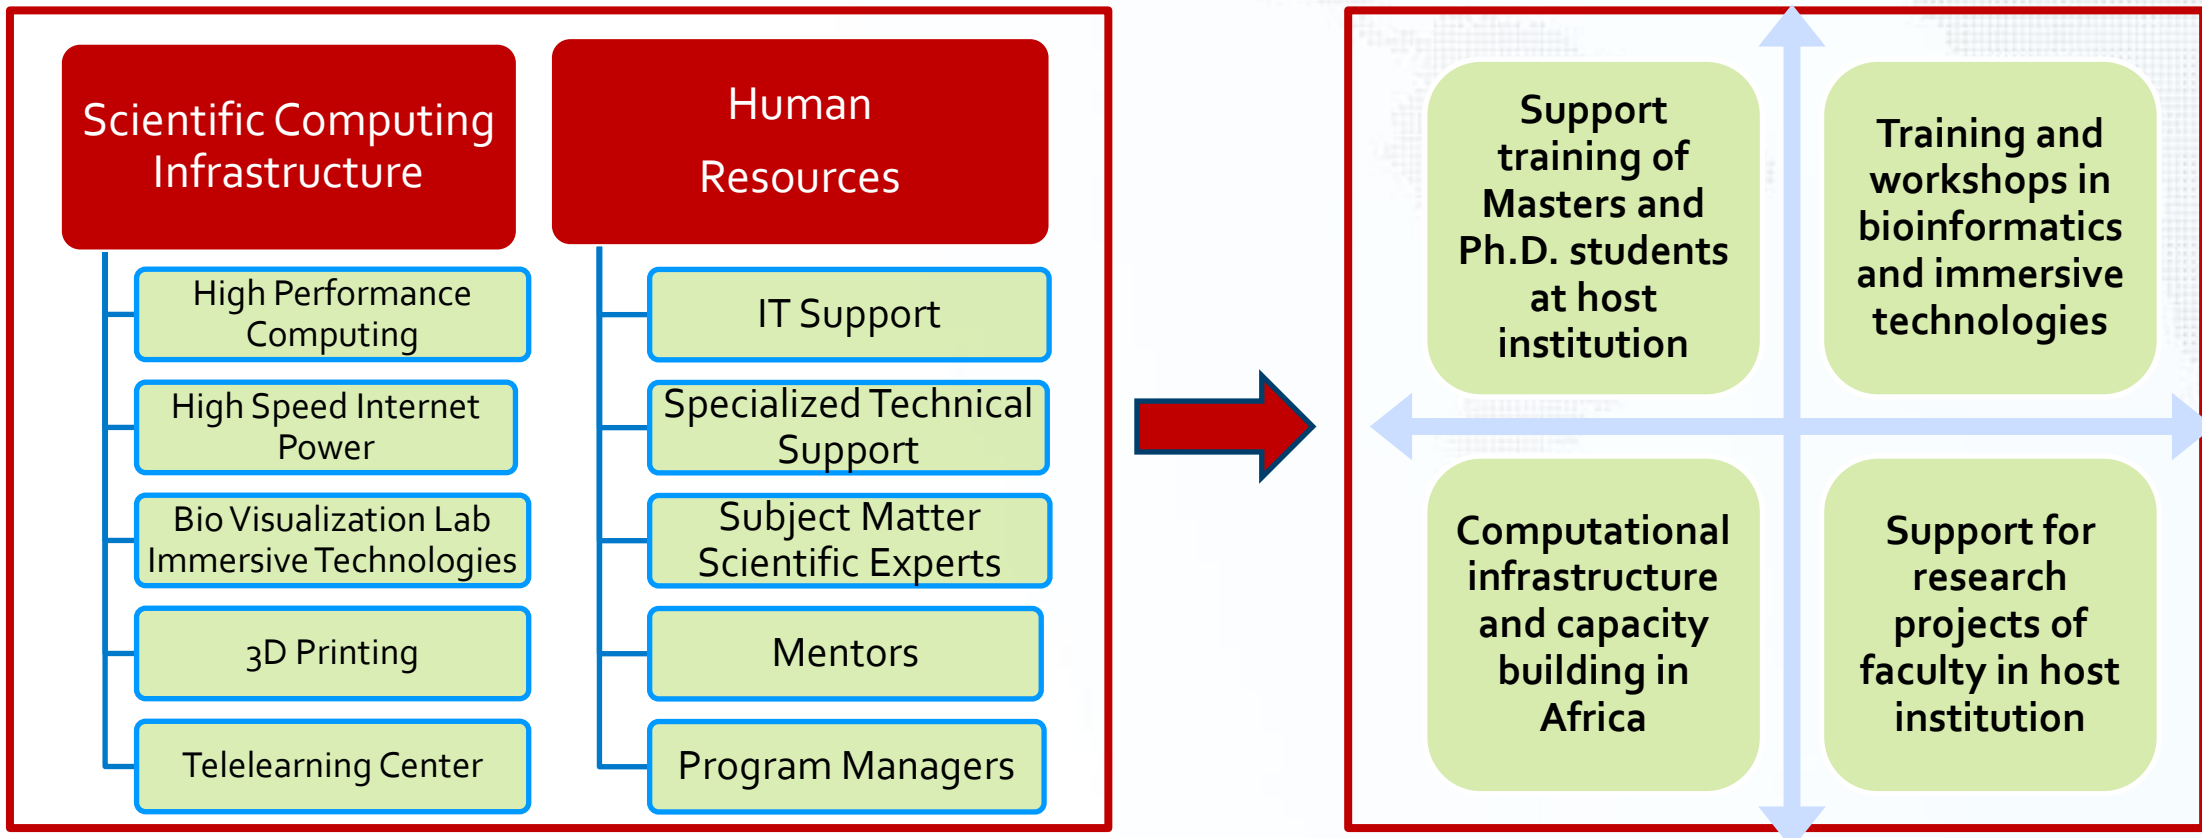 Scientific Computing
Infrastructure
High Performance
Computing
High Speed Internet
Power
Bio Visualization Lab
Immersive Technologies
3D Printing
Telelearning Center
Human
Resources
IT Support
Specialized Technical
Support
Subject Matter
Scientific Experts
Mentors
Program Managers
Support
training of
Masters and
Ph.D. students
at host
institution
Training and
workshops in
bioinformatics
and immersive
technologies
Computational
infrastructure
and capacity
building in
Africa
Support for
research
projects of
faculty in host
institution